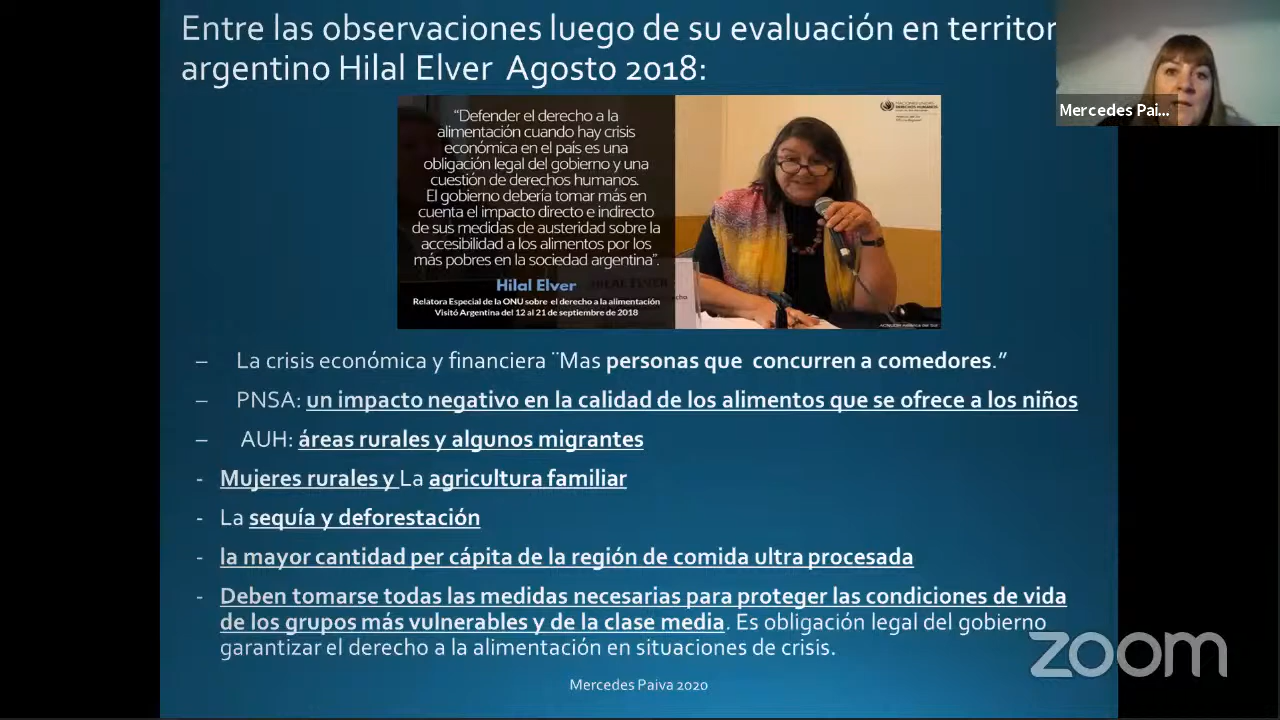 Entre las observaciones luego de su evaluación en territor
argentino Hilal Elver Agosto 2018:
Mercedes Pai...
“Defender el derecho a la
alimentación cuando hay crisis
económica en el país es una
obligación legal del gobierno y una
cuestión de derechos humanos.
El gobierno debería tomar más en
cuenta el impacto directo e indirecto
de sus medidas de austeridad sobre la
accesibilidad a los alimentos por los
más pobres en la sociedad argentina”.
Hilal Elver
Relatora Especial de la ONU sobre el derecho a la alimentación
Visitó Argentina del 12 al 21 de septiembre de 2018
– La crisis económica y financiera ¨Mas personas que concurren a comedores.”
– PNSA: un impacto negativo en la calidad de los alimentos que se ofrece a los niños
– AUH: áreas rurales y algunos migrantes
- Mujeres rurales y La agricultura familiar
- La sequía y deforestación
- la mayor cantidad per cápita de la región de comida ultra procesada
- Deben tomarse todas las medidas necesarias para proteger las condiciones de vida
de los grupos más vulnerables y de la clase media. Es obligación legal del gobierno
garantizar el derecho a la alimentación en situaciones de crisis.
zoom
Mercedes Paiva 2020